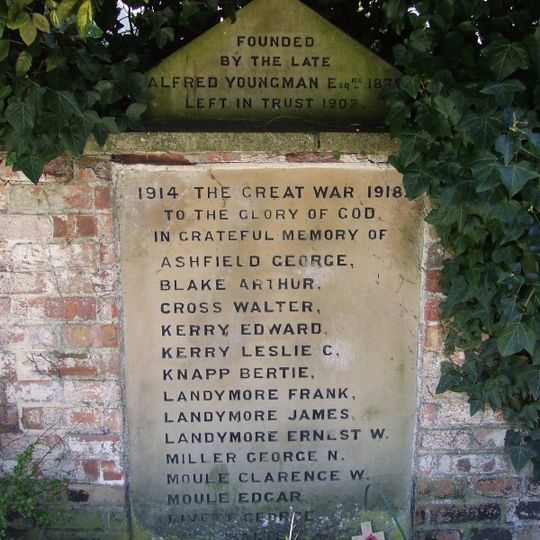 FOUNDED
BY THE LATE
ALFRED YOUNGMAN Esqre
LEFT IN TRUST 1902.
1914. THE GREAT WAR 1918.
TO THE GLORY OF GOD,
IN GRATEFUL MEMORY OF
ASHFIELD GEORGE,
BLAKE ARTHUR,
CROSS WALTER,
KERRY EDWARD,
KERRY LESLIE C,
KNAPP BERTIE,
LANDYMORE FRANK,
LANDYMORE JAMES,
LANDYMORE ERNEST W.
MILLER GEORGE N.
MOULE CLARENCE W.
MOULE EDGAR
RIVETT GEORGE